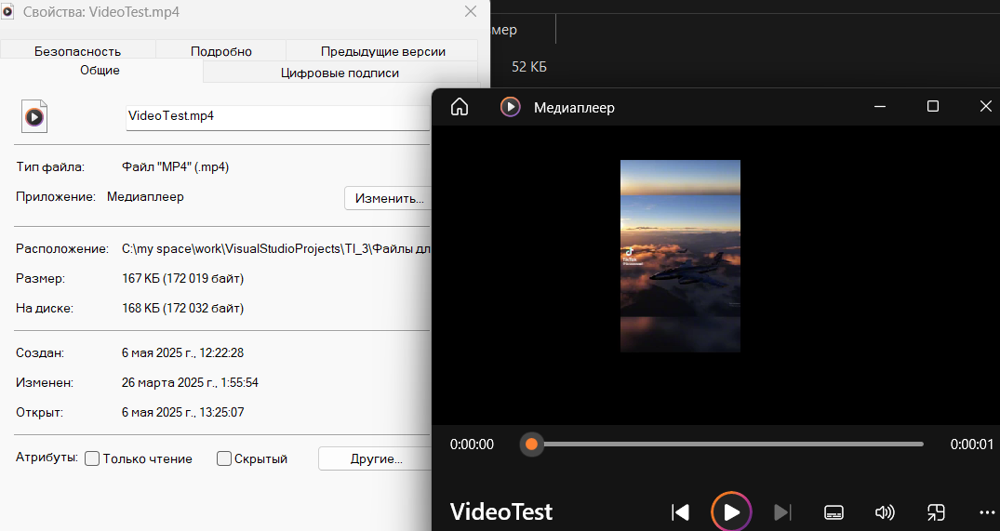 Свойства: VideoTest.mp4
Безопасность
Подробно
Предыдущие версии
Общие
Цифровые подписи
VideoTest.mp4
Тип файла: Файл "MP4" (.mp4)
Приложение: Медиаплеер
Изменить...
Расположение: C:\my space\work\VisualStudioProjects\TI_3\Файлы дл
Размер: 167 КБ (172 019 байт)
На диске: 168 КБ (172 032 байт)
Создан: 6 мая 2025 г., 12:22:28
Изменен: 26 марта 2025 г., 1:55:54
Открыт: 6 мая 2025 г., 13:25:07
Атрибуты: Только чтение Скрытый Другие...
мер
52 КБ
Медиаплеер
TikTok
0:00:00
0:00:01
VideoTest